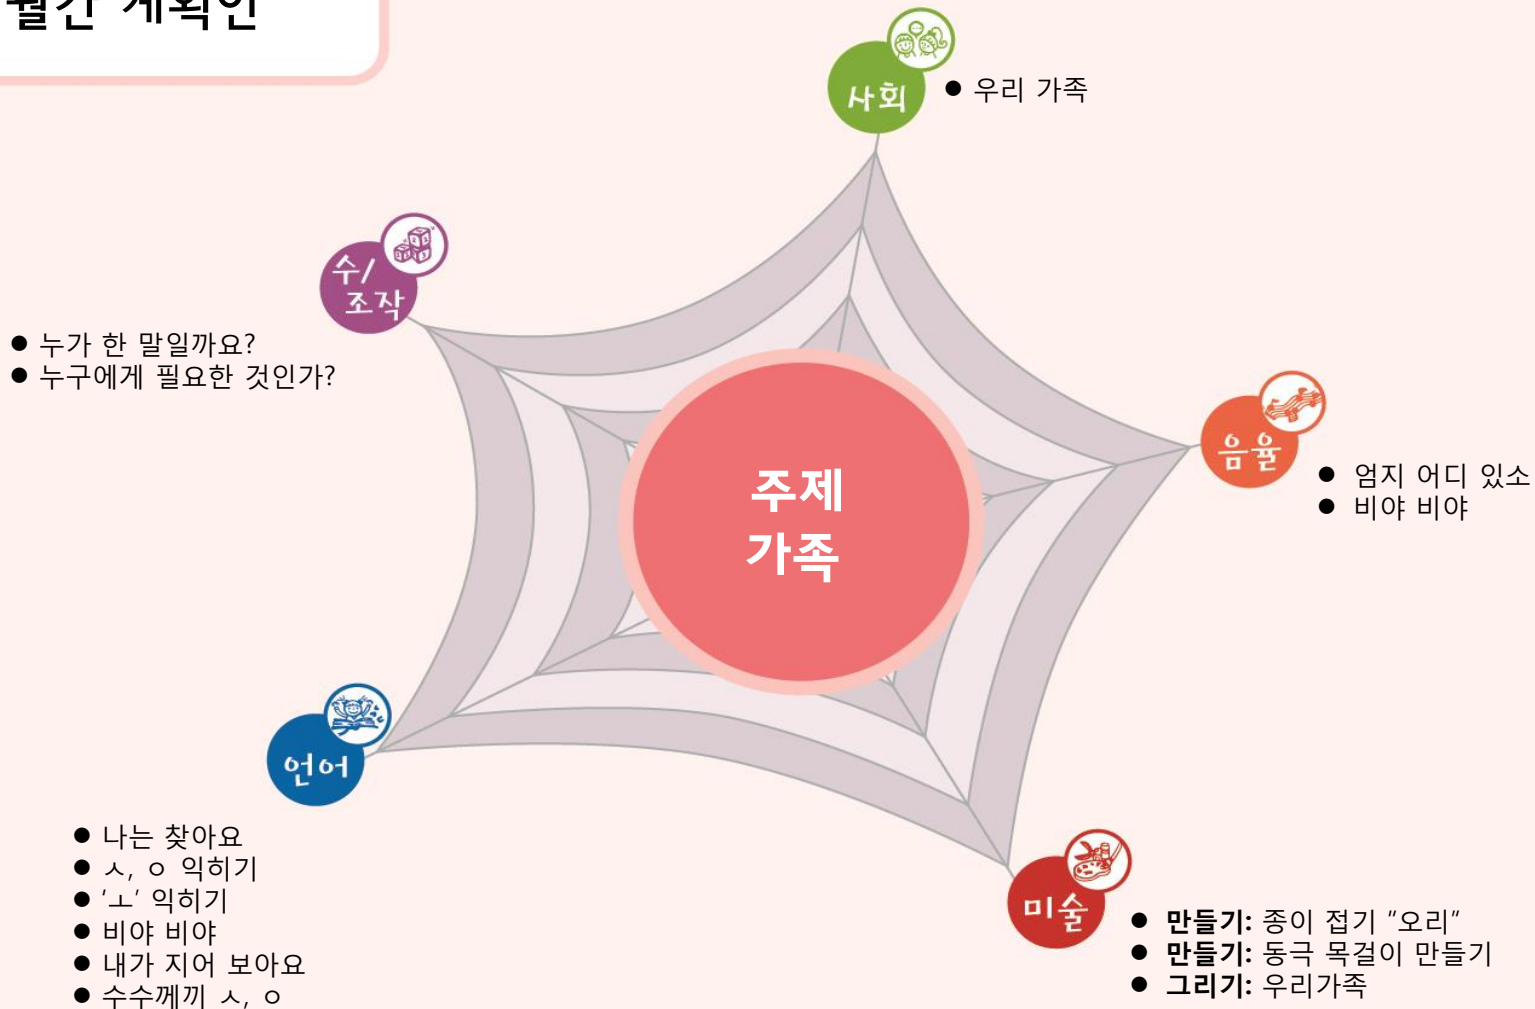 월간 계획안
사회
● 우리 가족
수/
조작
● 누가 한 말일까요?
● 누구에게 필요한 것인가?
음율
● 엄지 어디 있소
● 비야 비야
주제
가족
언어
● 나는 찾아요
● ㅅ, ㅇ 익히기
● ‘ㅗ’ 익히기
● 비야 비야
● 내가 지어 보아요
● 수수께끼 ㅅ, ㅇ
미술
● 만들기: 종이 접기 “오리”
● 만들기: 동극 목걸이 만들기
● 그리기: 우리가족